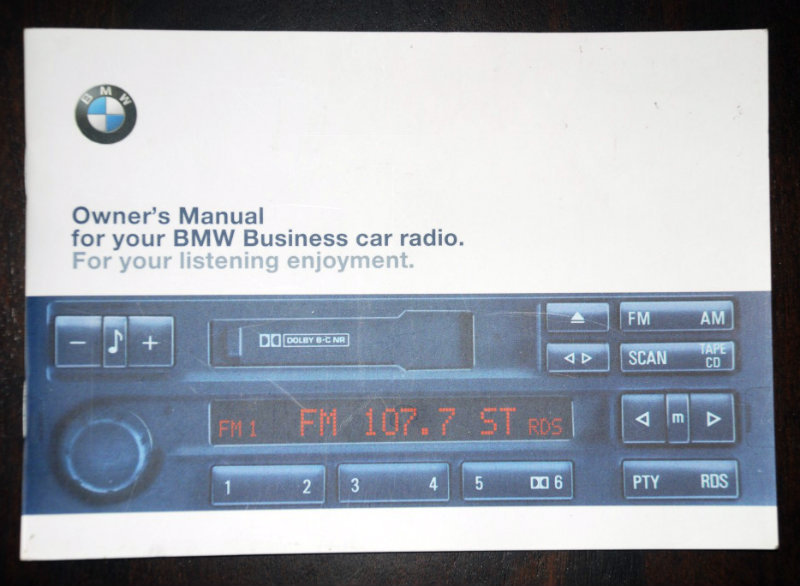 BMW
Owner's Manual
for your BMW Business car radio.
For your listening enjoyment.
DOLBY B-C NR
FM AM
SCAN TAPE CD
FM 1 FM 107.7 ST RDS
m
1 2 3 4 5 6
PTY RDS